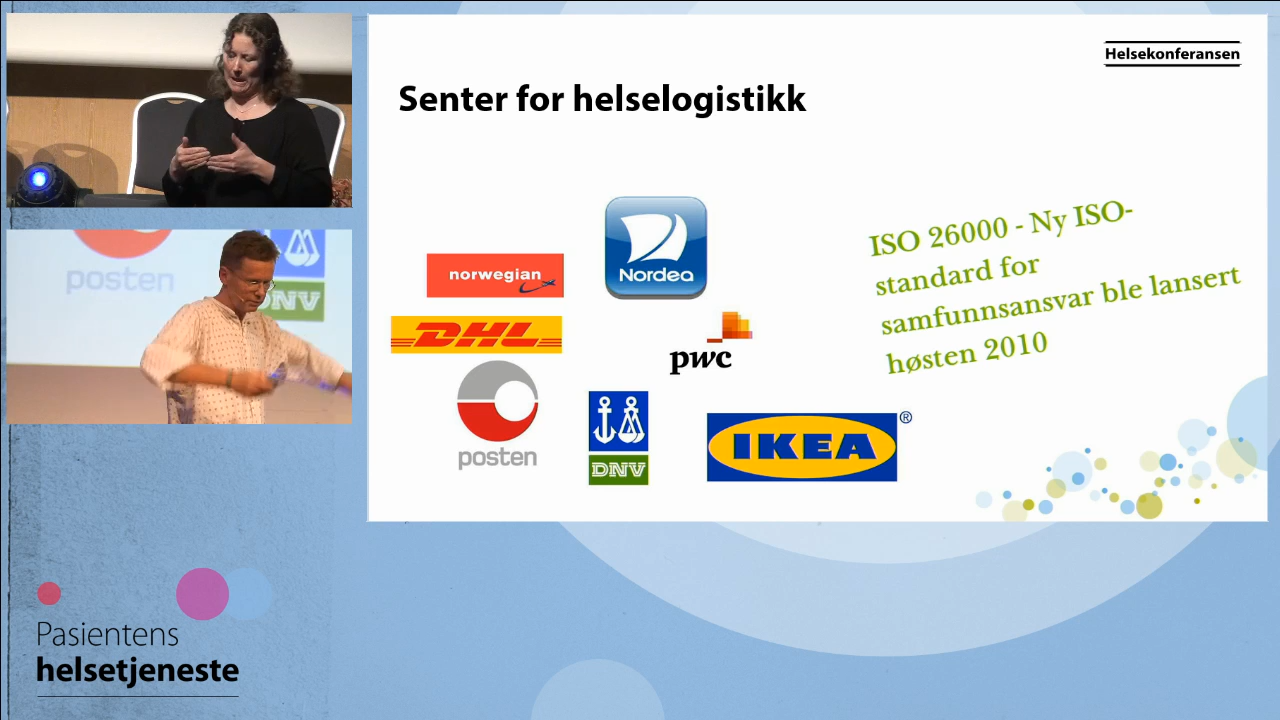 Helsekonferansen
Senter for helselogistikk
Nordea
norwegian
DHL
pwc
posten
DNV
IKEA
®
ISO 26000 - Ny ISO-
standard for
samfunnsansvar ble lansert
høsten 2010
posten
DNV
Pasientens
helsetjeneste